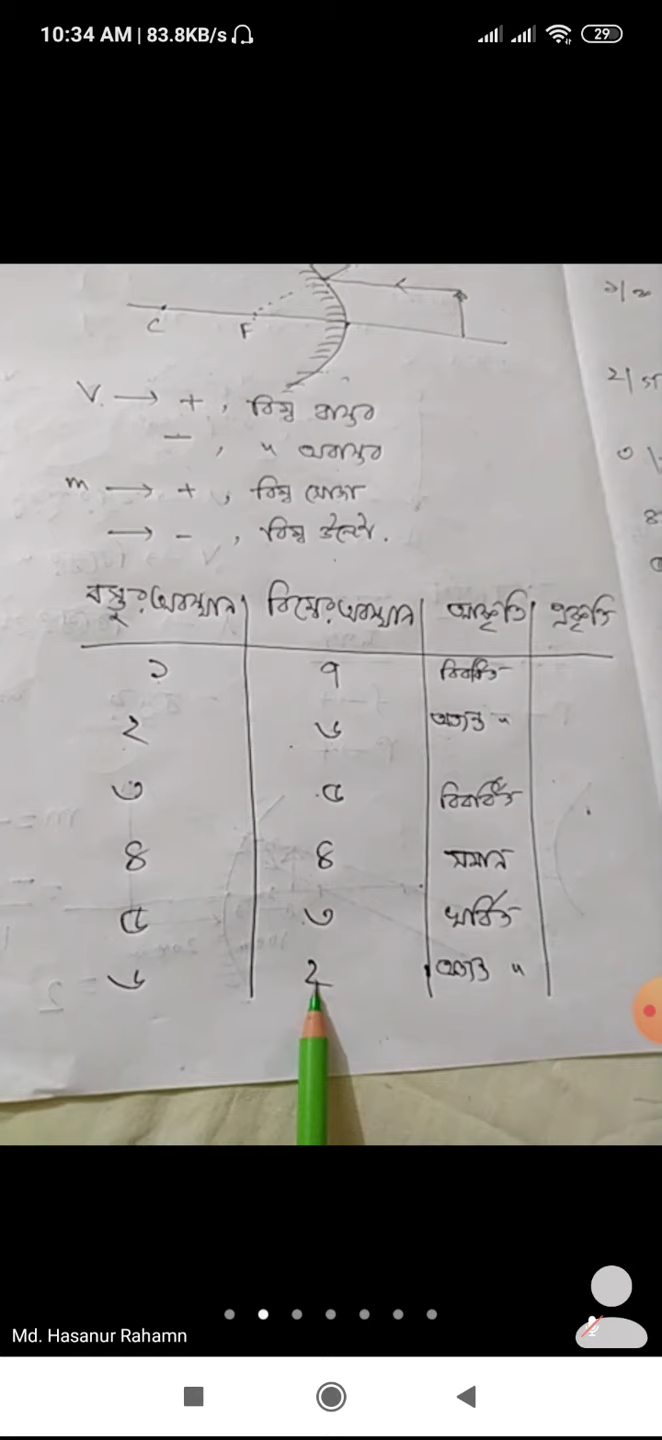 10:34 AM | 83.8KB/s
29
C
F
V → + , বিম্ব বাস্তব
- , " অবাস্তব
m → + , বিম্ব সোজা
→ - , বিম্ব উল্টো.
বস্তুর অবস্থান | বিম্বের অবস্থান | আকৃতি | প্রকৃতি
১ ৭ বিবর্ধিত
২ ৬ অত্যন্ত "
৩ ৫ বিবর্ধিত
৪ ৪ সমান
৫ ৩ খর্বিত
৬ ২ অত্যন্ত "
Md. Hasanur Rahamn